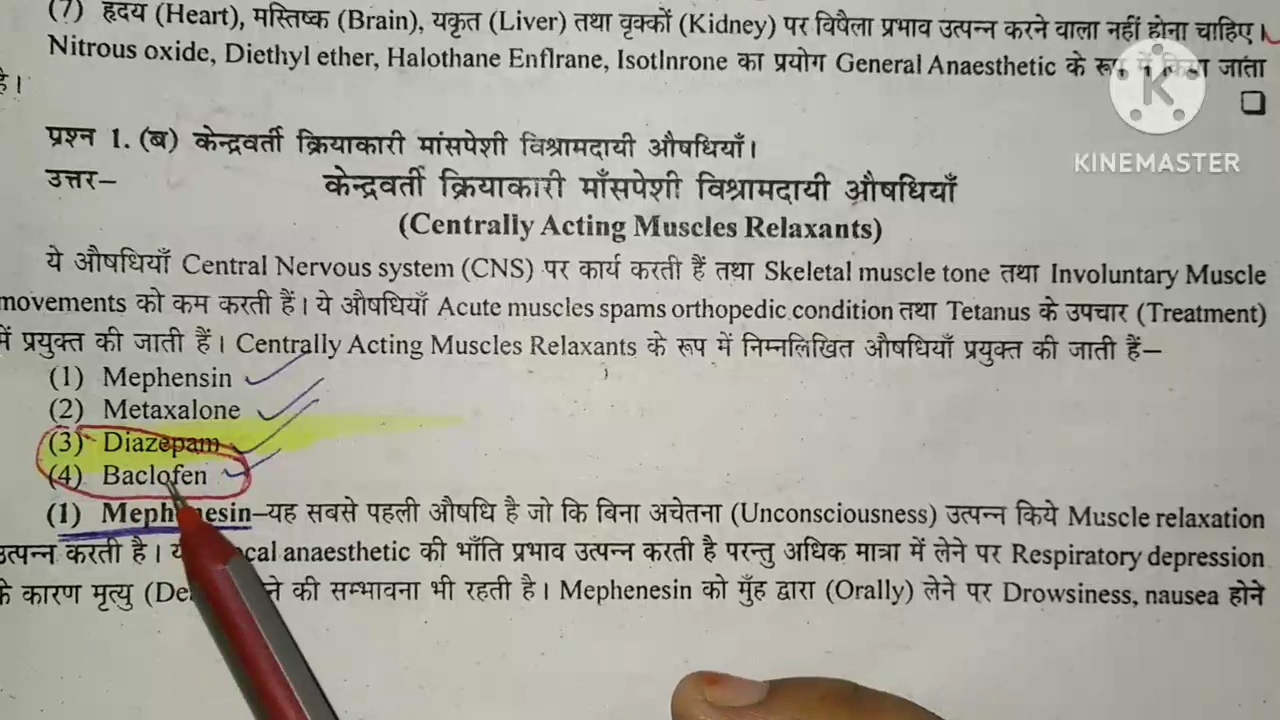 (7) हृदय (Heart), मस्तिष्क (Brain), यकृत (Liver) तथा वृक्कों (Kidney) पर विषैला प्रभाव उत्पन्न करने वाला नहीं होना चाहिए।
Nitrous oxide, Diethyl ether, Halothane Enflrane, Isotlnrone का प्रयोग General Anaesthetic के रूप में किया जाता
है।
K
KINEMASTER
प्रश्न 1. (ब) केन्द्रवर्ती क्रियाकारी मांसपेशी विश्रामदायी औषधियाँ।
उत्तर–
केन्द्रवर्ती क्रियाकारी माँसपेशी विश्रामदायी औषधियाँ
(Centrally Acting Muscles Relaxants)
ये औषधियाँ Central Nervous system (CNS) पर कार्य करती हैं तथा Skeletal muscle tone तथा Involuntary Muscle
movements को कम करती हैं। ये औषधियाँ Acute muscles spams orthopedic condition तथा Tetanus के उपचार (Treatment)
में प्रयुक्त की जाती हैं। Centrally Acting Muscles Relaxants के रूप में निम्नलिखित औषधियाँ प्रयुक्त की जाती हैं–
(1) Mephensin
(2) Metaxalone
(3) Diazepam
(4) Baclofen
(1) Mephenesin–यह सबसे पहली औषधि है जो कि बिना अचेतना (Unconsciousness) उत्पन्न किये Muscle relaxation
उत्पन्न करती है। anaesthetic की भाँति प्रभाव उत्पन्न करती है परन्तु अधिक मात्रा में लेने पर Respiratory depression
के कारण मृत्यु की सम्भावना भी रहती है। Mephenesin को मुँह द्वारा (Orally) लेने पर Drowsiness, nausea होने